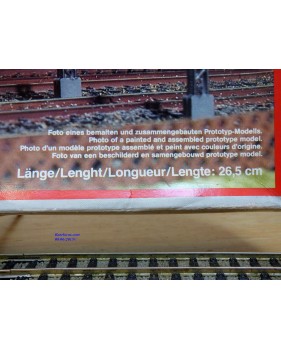 Foto eines bemalten und zusammengebauten Prototyp-Modells.
Photo of a painted and assembled prototype model.
Photo d'un modèle prototype assemblé et peint avec couleurs d'origine.
Foto van een beschilderd en samengebouwd prototype model.
Länge/Lenght/Longueur/Lengte: 26,5 cm